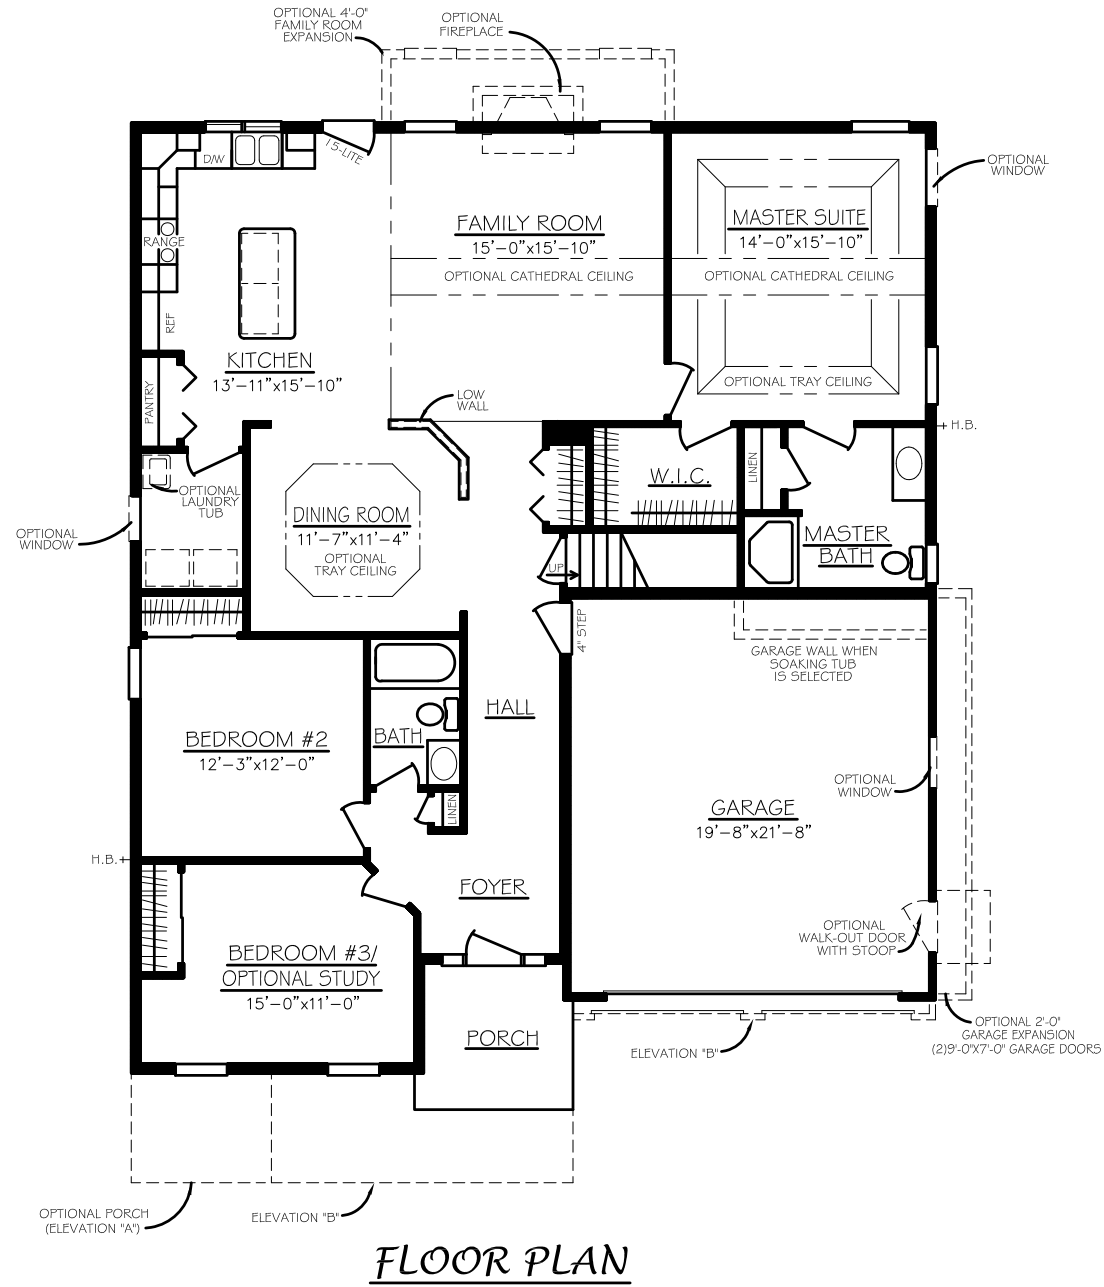 OPTIONAL 4'-0"
FAMILY ROOM
EXPANSION
OPTIONAL
FIREPLACE
D/W
15-LITE
OPTIONAL
WINDOW
FAMILY ROOM
15'-0"x15'-10"
OPTIONAL CATHEDRAL CEILING
MASTER SUITE
14'-0"x15'-10"
OPTIONAL CATHEDRAL CEILING
RANGE
REF
KITCHEN
13'-11"x15'-10"
OPTIONAL TRAY CEILING
PANTRY
LOW
WALL
H.B.
W.I.C.
LINEN
OPTIONAL
LAUNDRY
TUB
OPTIONAL
WINDOW
DINING ROOM
11'-7"x11'-4"
OPTIONAL
TRAY CEILING
MASTER
BATH
UP
4" STEP
GARAGE WALL WHEN
SOAKING TUB
IS SELECTED
HALL
BATH
BEDROOM #2
12'-3"x12'-0"
LINEN
OPTIONAL
WINDOW
GARAGE
19'-8"x21'-8"
H.B.
FOYER
OPTIONAL
WALK-OUT DOOR
WITH STOOP
BEDROOM #3/
OPTIONAL STUDY
15'-0"x11'-0"
PORCH
ELEVATION "B"
OPTIONAL 2'-0"
GARAGE EXPANSION
(2)9'-0"X7'-0" GARAGE DOORS
OPTIONAL PORCH
(ELEVATION "A")
ELEVATION "B"
FLOOR PLAN